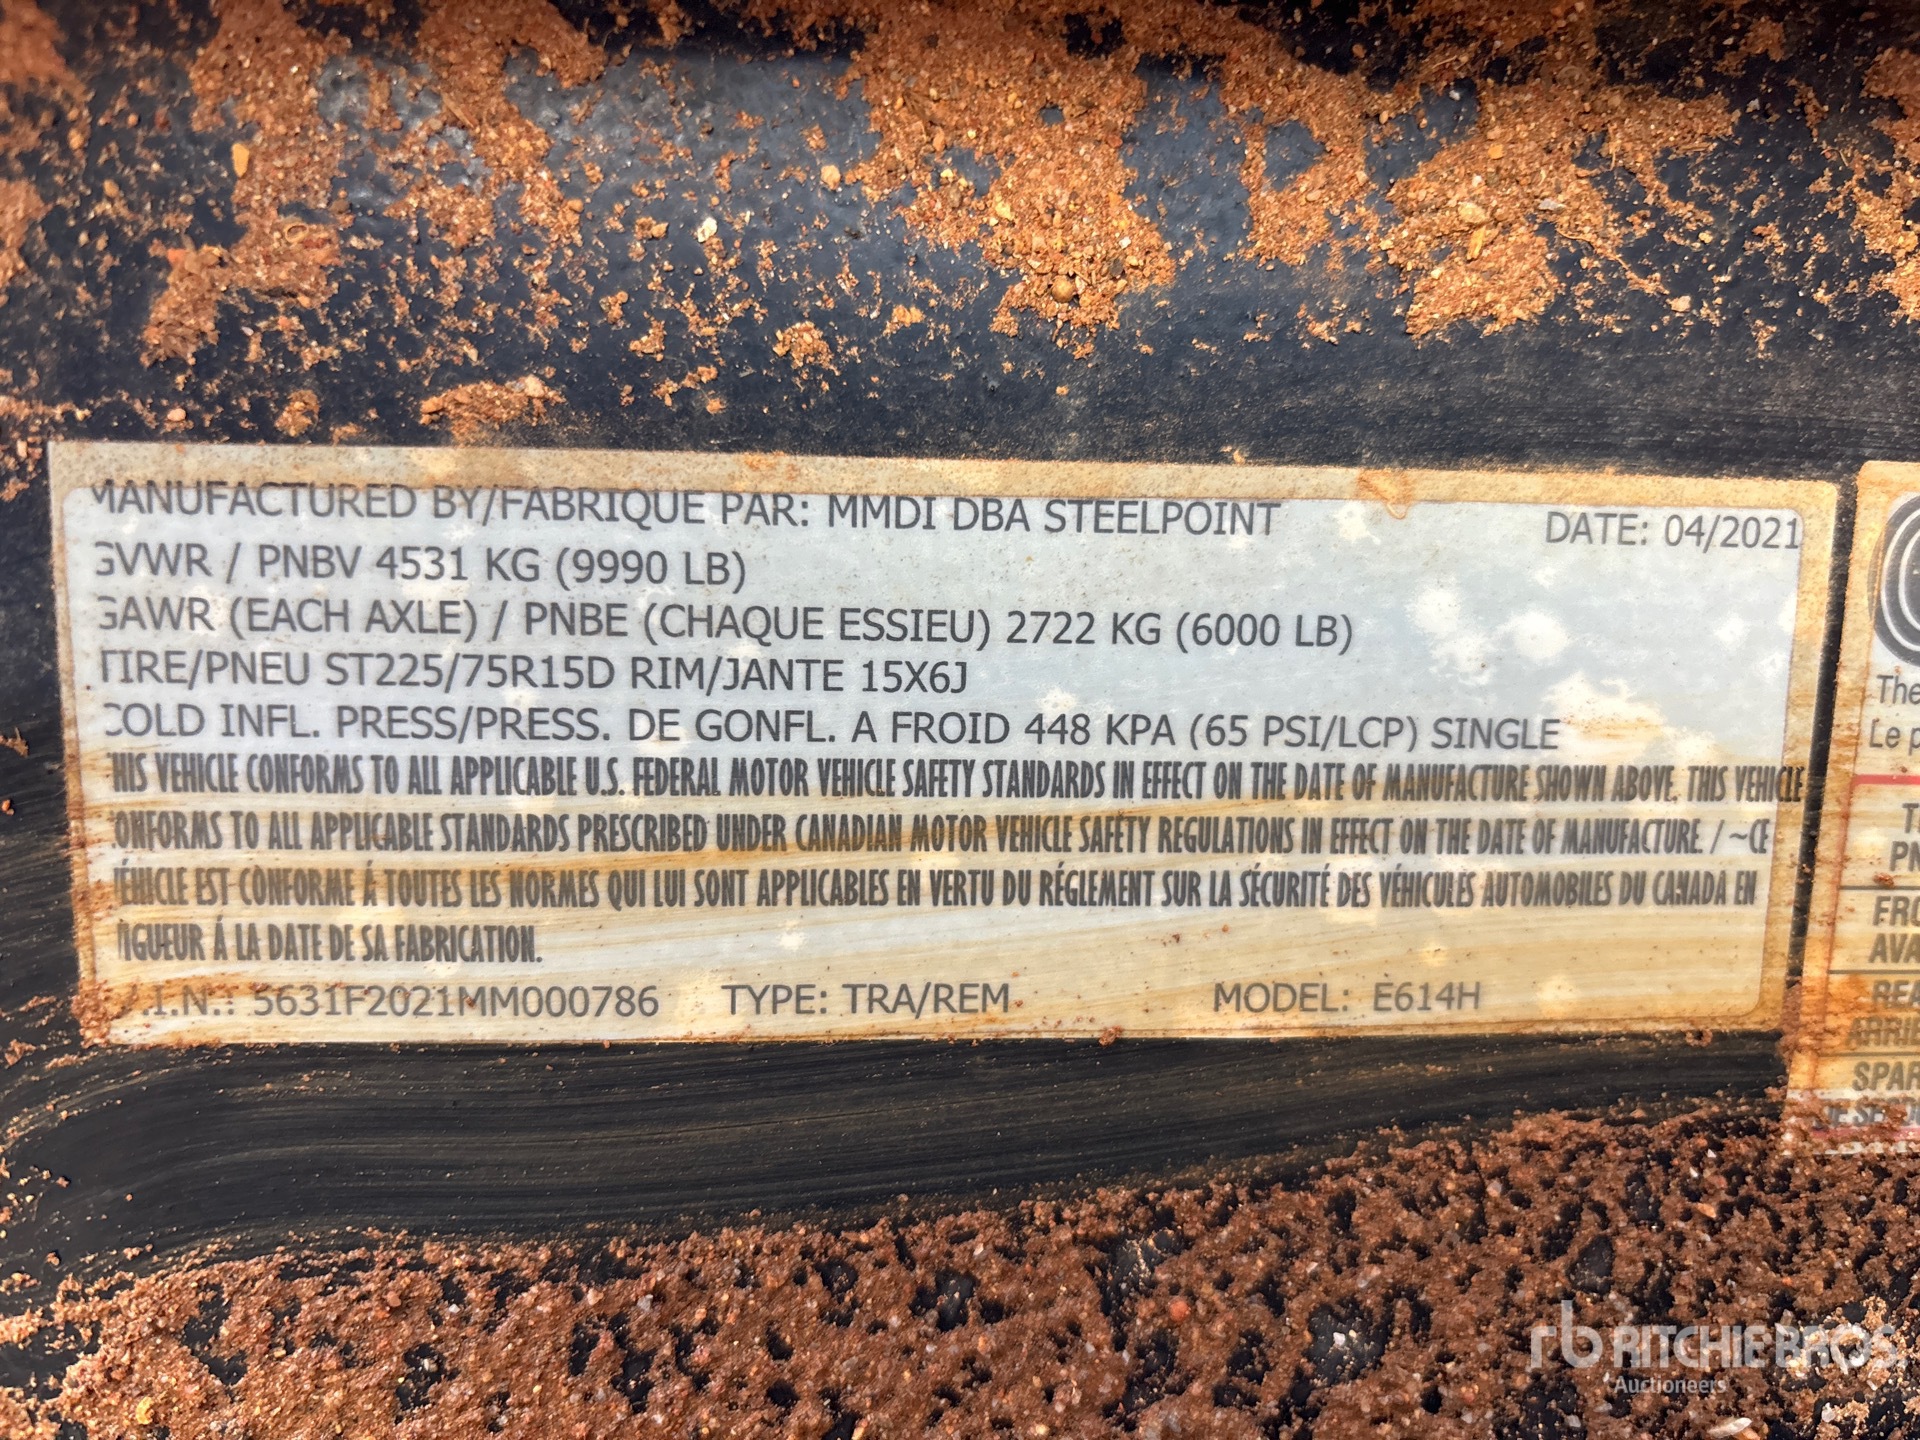 MANUFACTURED BY/FABRIQUE PAR: MMDI DBA STEELPOINT DATE: 04/2021
GVWR / PNBV 4531 KG (9990 LB)
GAWR (EACH AXLE) / PNBE (CHAQUE ESSIEU) 2722 KG (6000 LB)
TIRE/PNEU ST225/75R15D RIM/JANTE 15X6J
COLD INFL. PRESS/PRESS. DE GONFL. A FROID 448 KPA (65 PSI/LCP) SINGLE
THIS VEHICLE CONFORMS TO ALL APPLICABLE U.S. FEDERAL MOTOR VEHICLE SAFETY STANDARDS IN EFFECT ON THE DATE OF MANUFACTURE SHOWN ABOVE. THIS VEHICLE
CONFORMS TO ALL APPLICABLE STANDARDS PRESCRIBED UNDER CANADIAN MOTOR VEHICLE SAFETY REGULATIONS IN EFFECT ON THE DATE OF MANUFACTURE. / ~CE
VÉHICLE EST CONFORME Á TOUTES LES NORMES QUI LUI SONT APPLICABLES EN VERTU DU RÉGLEMENT SUR LA SÉCURITÉ DES VÉHICULES AUTOMOBILES DU CANADA EN
VIGUEUR Á LA DATE DE SA FABRICATION.
V.I.N.: 5631F2021MM000786 TYPE: TRA/REM MODEL: E614H
The
Le p
T
PN
FRO
AVA
REA
ARRIE
SPAR
DE SECO
rb RITCHIE BROS
Auctioneers